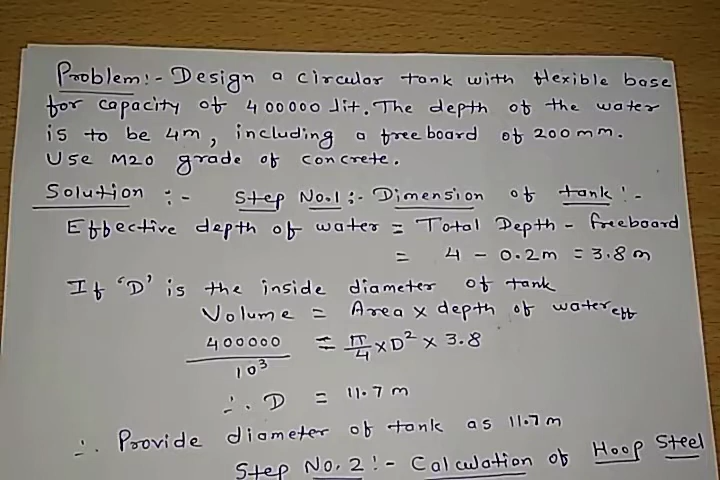 Problem:- Design a circular tank with flexible base
for capacity of 400000 lit. The depth of the water
is to be 4m, including a free board of 200mm.
Use M20 grade of concrete.
Solution :- Step No.1:- Dimension of tank:-
Effective depth of water = Total Depth - freeboard
= 4 - 0.2m = 3.8m
If 'D' is the inside diameter of tank
Volume = Area x depth of water eff
400000 / 10³ = π/4 x D² x 3.8
∴ D = 11.7 m
∴ Provide diameter of tank as 11.7m
Step No. 2:- Calculation of Hoop Steel